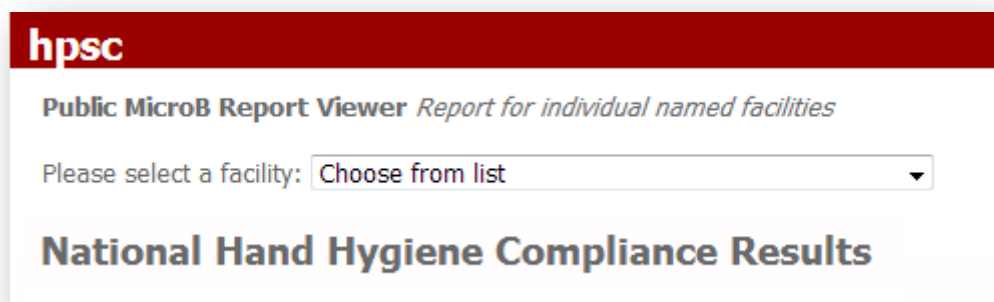 hpsc
Public MicroB Report Viewer Report for individual named facilities
Please select a facility: Choose from list
National Hand Hygiene Compliance Results